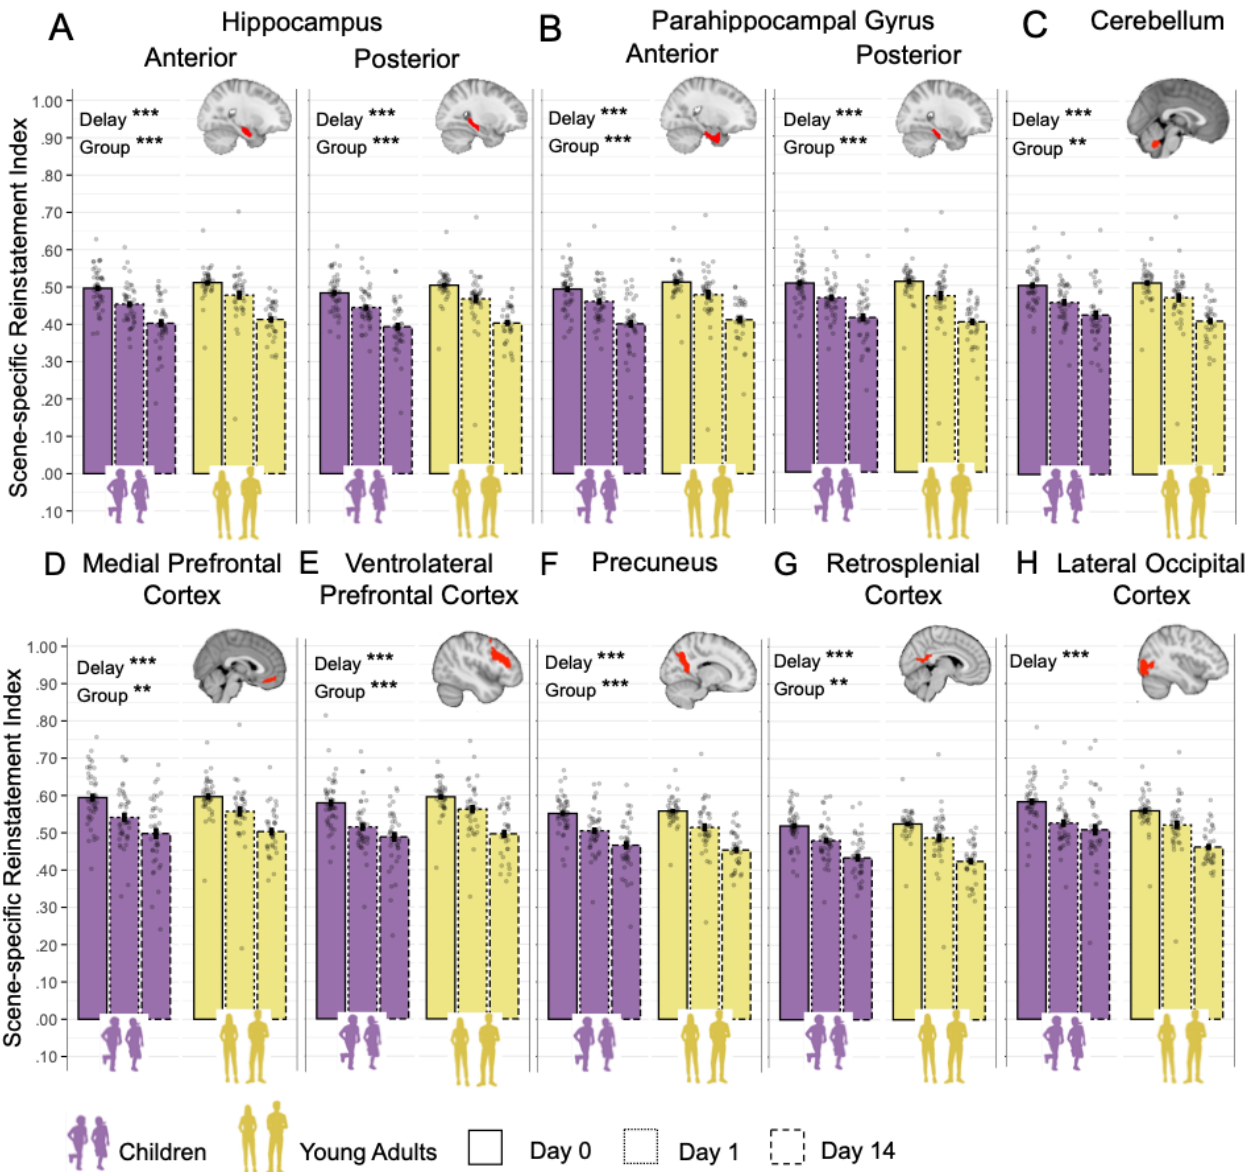 A Hippocampus B Parahippocampal Gyrus C Cerebellum
Anterior Posterior Anterior Posterior
Scene-specific Reinstatement Index
1.00
.90
.80
.70
.60
.50
.40
.30
.20
.10
.00
.10
Delay ***
Group ***
Delay ***
Group ***
Delay ***
Group ***
Delay ***
Group ***
Delay ***
Group **
D Medial Prefrontal
Cortex
E Ventrolateral
Prefrontal Cortex
F Precuneus
G Retrosplenial
Cortex
H Lateral Occipital
Cortex
Scene-specific Reinstatement Index
1.00
.90
.80
.70
.60
.50
.40
.30
.20
.10
.00
.10
Delay ***
Group **
Delay ***
Group ***
Delay ***
Group ***
Delay ***
Group **
Delay ***
Children Young Adults Day 0 Day 1 Day 14